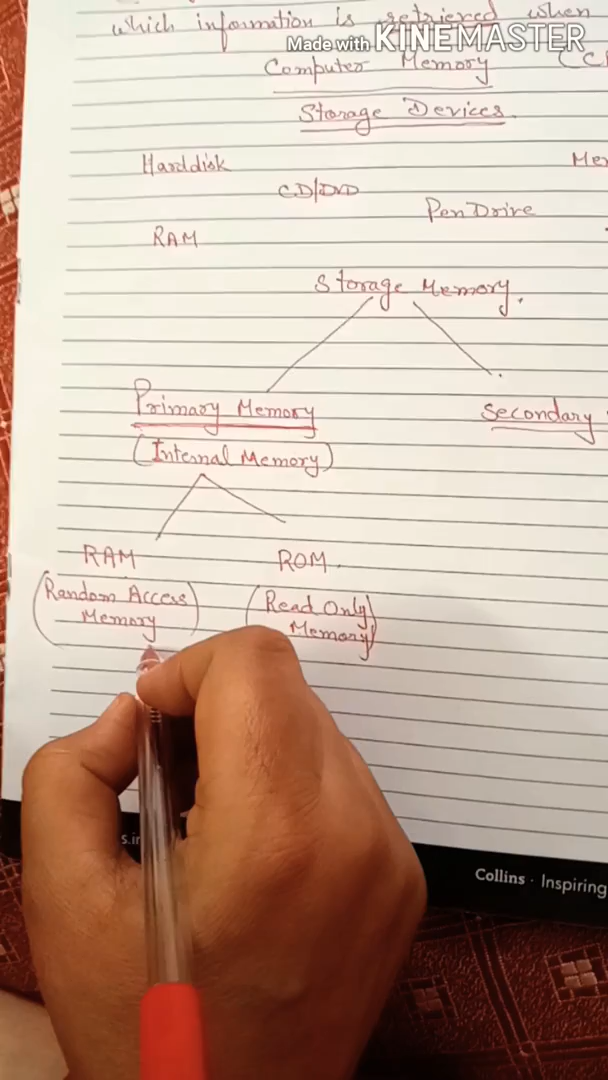 which information is retrieved when
Made with KINEMASTER
Computer Memory
Storage Devices.
Harddisk
CD/DVD
Pen Drive
RAM
Storage Memory.
Primary Memory
Secondary
(Internal Memory)
RAM
ROM.
(Random Access Memory)
(Read Only Memory)
Collins · Inspiring